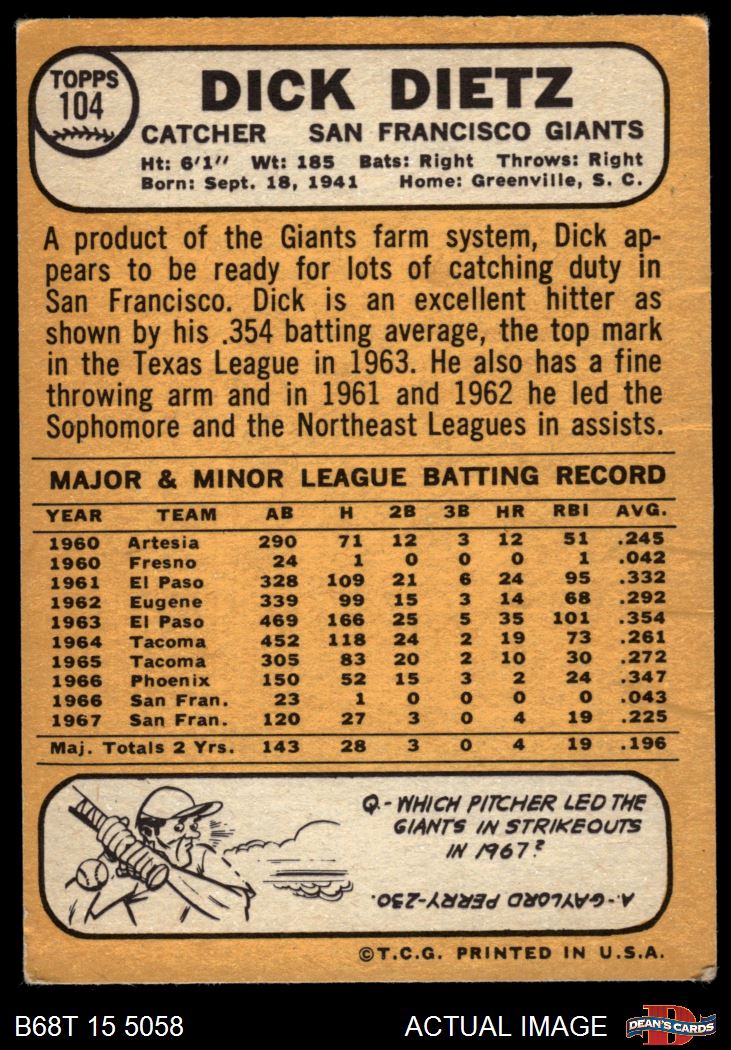 TOPPS
104
DICK DIETZ
CATCHER SAN FRANCISCO GIANTS
Ht: 6'1" Wt: 185 Bats: Right Throws: Right
Born: Sept. 18, 1941 Home: Greenville, S. C.
A product of the Giants farm system, Dick ap-
pears to be ready for lots of catching duty in
San Francisco. Dick is an excellent hitter as
shown by his .354 batting average, the top mark
in the Texas League in 1963. He also has a fine
throwing arm and in 1961 and 1962 he led the
Sophomore and the Northeast Leagues in assists.
MAJOR & MINOR LEAGUE BATTING RECORD
YEAR TEAM AB H 2B 3B HR RBI AVG.
1960 Artesia 290 71 12 3 12 51 .245
1960 Fresno 24 1 0 0 0 1 .042
1961 El Paso 328 109 21 6 24 95 .332
1962 Eugene 339 99 15 3 14 68 .292
1963 El Paso 469 166 25 5 35 101 .354
1964 Tacoma 452 118 24 2 19 73 .261
1965 Tacoma 305 83 20 2 10 30 .272
1966 Phoenix 150 52 15 3 2 24 .347
1966 San Fran. 23 1 0 0 0 0 .043
1967 San Fran. 120 27 3 0 4 19 .225
Maj. Totals 2 Yrs. 143 28 3 0 4 19 .196
Q.- WHICH PITCHER LED THE
GIANTS IN STRIKEOUTS
IN 1967?
A.-GAYLORD PERRY-230.
©T.C.G. PRINTED IN U.S.A.
B68T 15 5058 ACTUAL IMAGE D DEAN'S CARDS